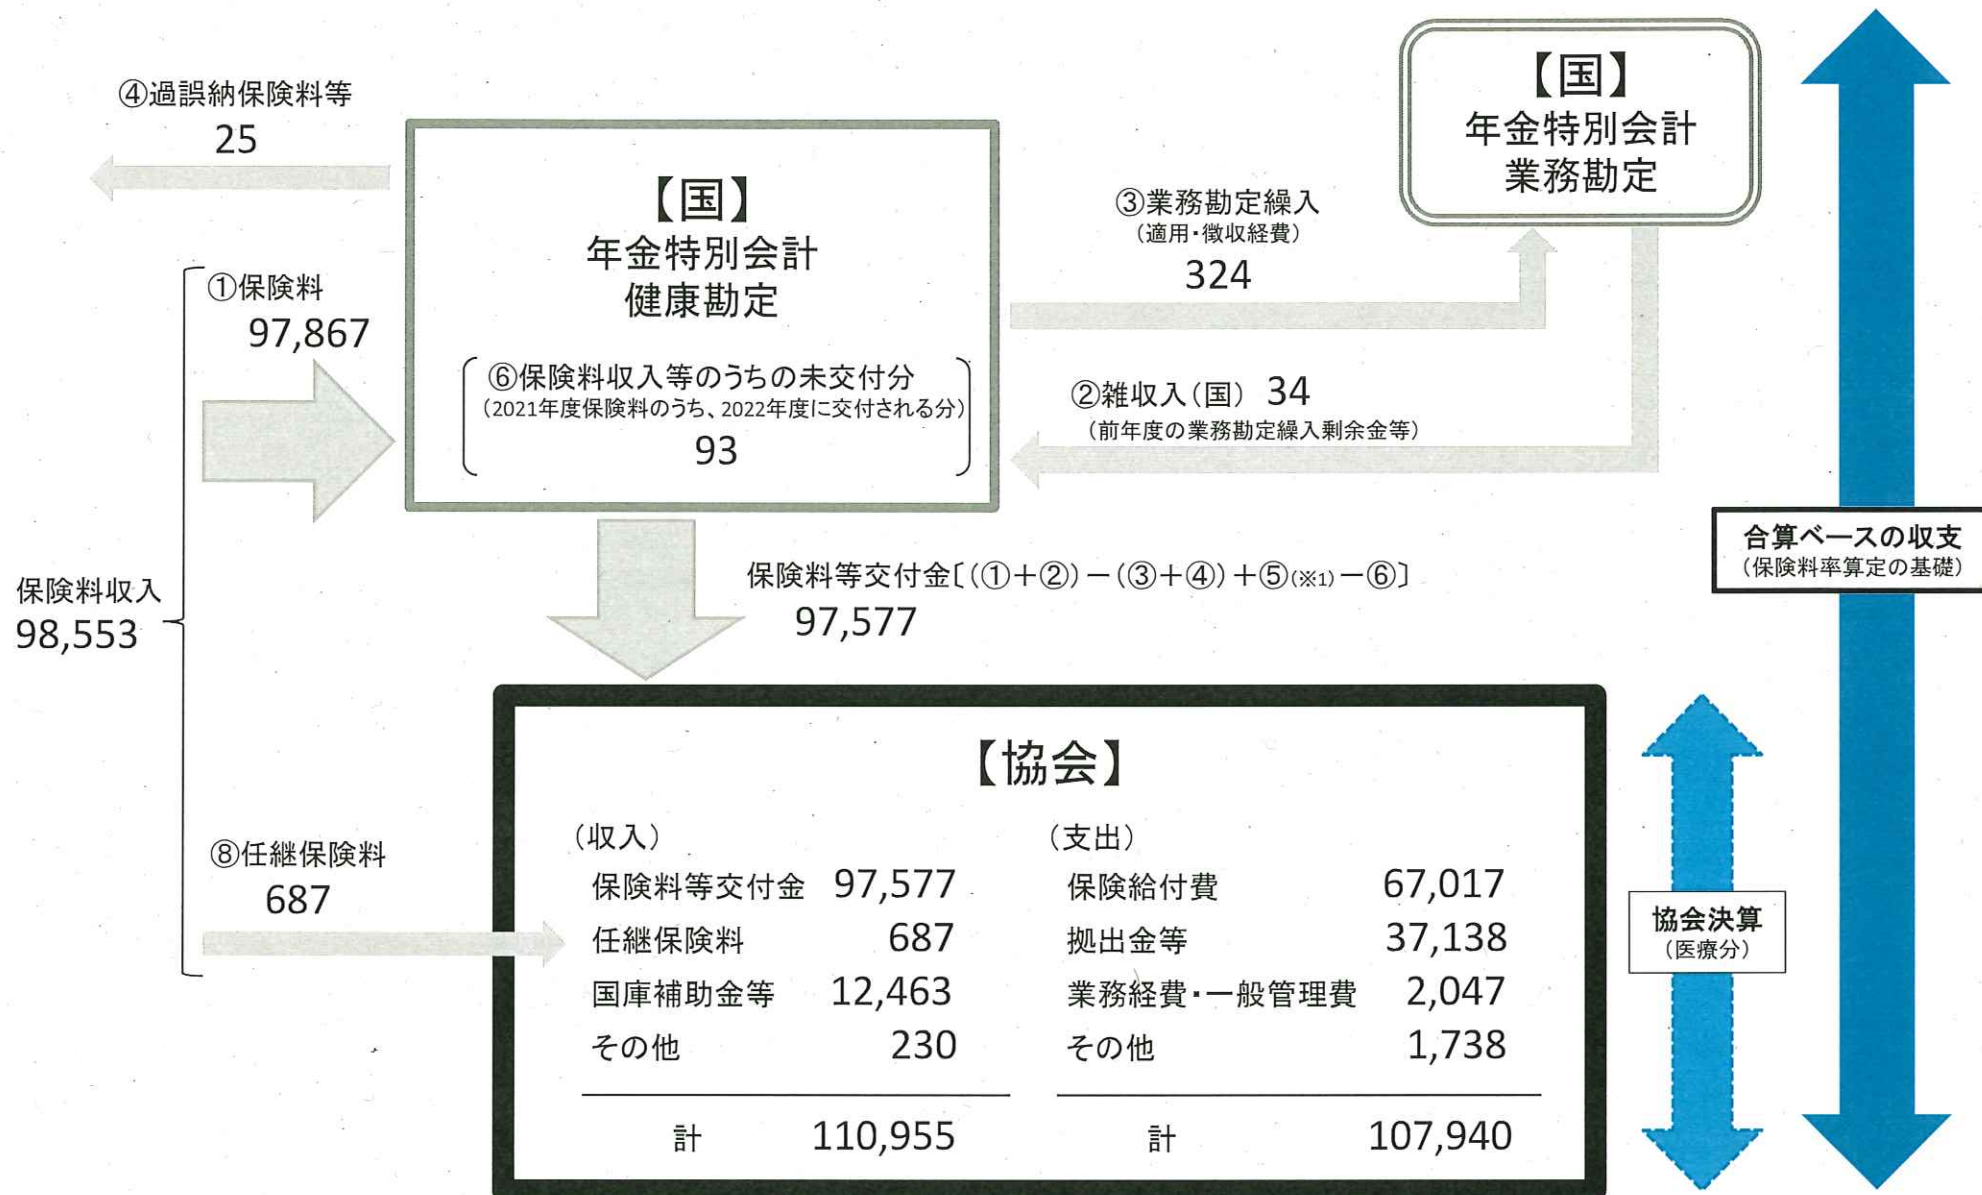 ④過誤納保険料等
25
【国】
年金特別会計
業務勘定
【国】
年金特別会計
健康勘定
⑥保険料収入等のうちの未交付分
(2021年度保険料のうち、2022年度に交付される分)
93
③業務勘定繰入
(適用・徴収経費)
324
②雑収入(国) 34
(前年度の業務勘定繰入剰余金等)
①保険料
97,867
保険料収入
98,553
保険料等交付金〔(①+②)-(③+④)+⑤(※1)-⑥〕
97,577
合算ベースの収支
(保険料率算定の基礎)
⑧任継保険料
687
【協会】
(収入)
保険料等交付金 97,577
任継保険料 687
国庫補助金等 12,463
その他 230
計 110,955
(支出)
保険給付費 67,017
拠出金等 37,138
業務経費・一般管理費 2,047
その他 1,738
計 107,940
協会決算
(医療分)